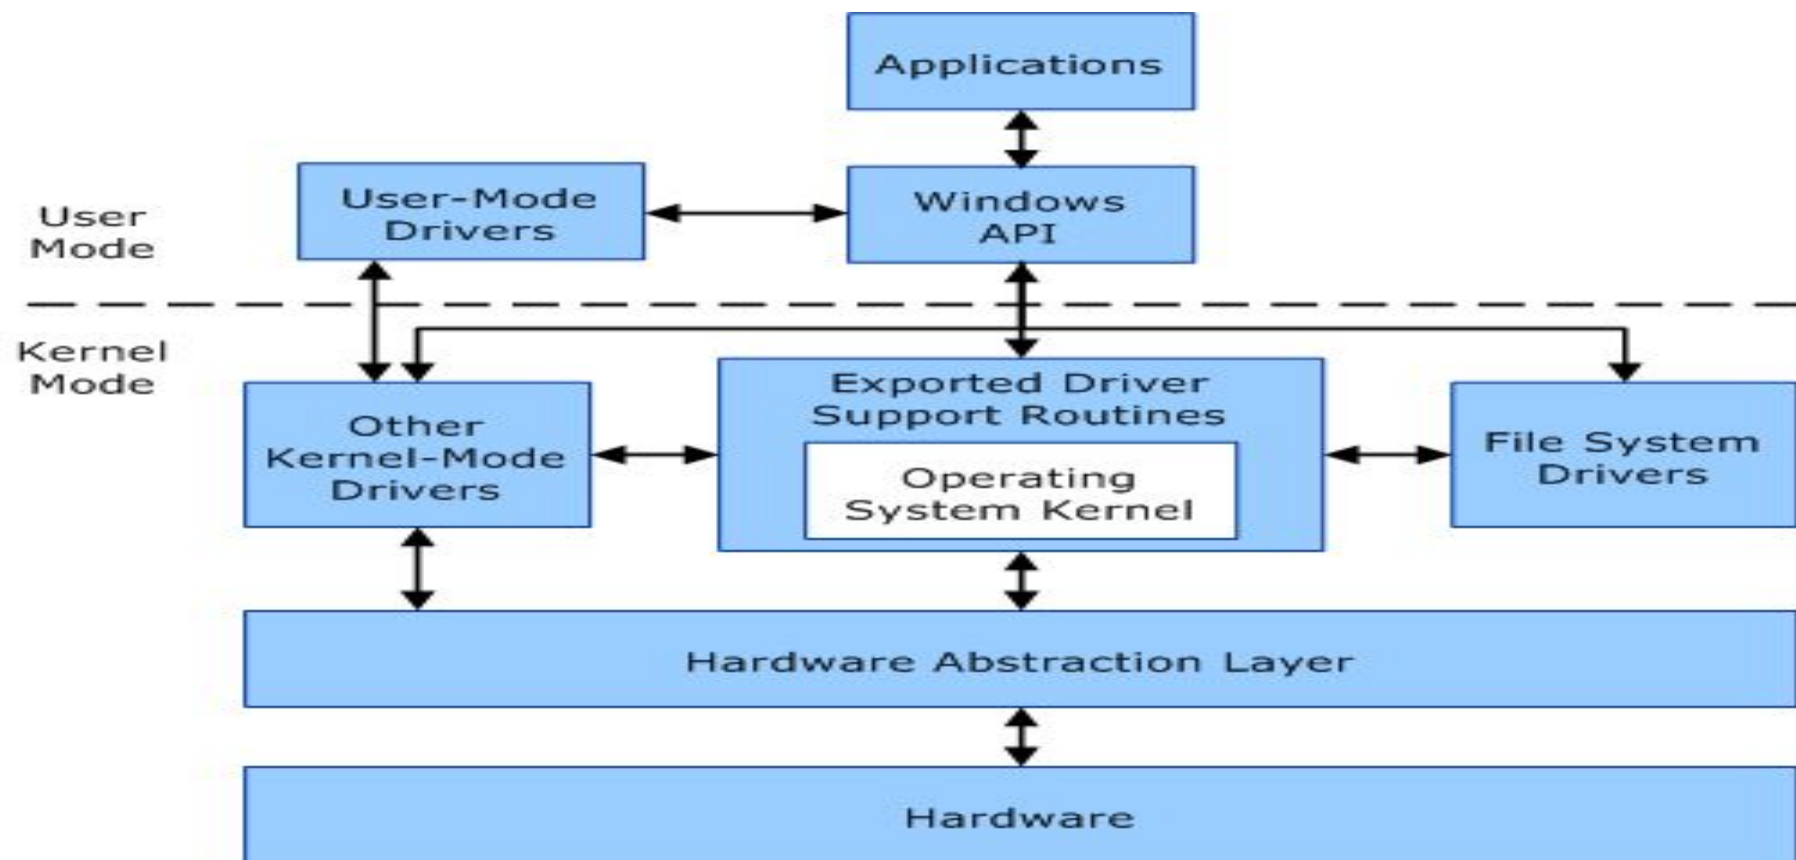 Applications
User-Mode
Drivers
Windows
API
User
Mode
Kernel
Mode
Other
Kernel-Mode
Drivers
Exported Driver
Support Routines
Operating
System Kernel
File System
Drivers
Hardware Abstraction Layer
Hardware